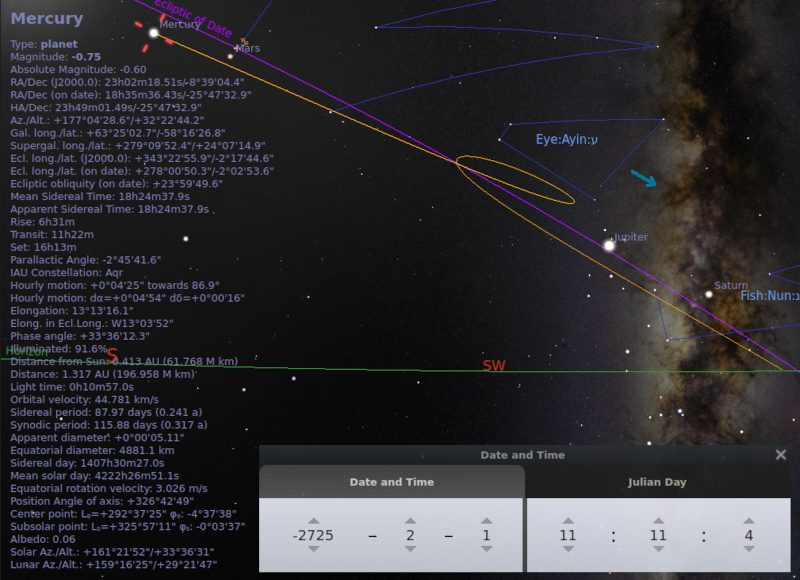 Mercury
Type: planet
Magnitude: -0.75
Absolute Magnitude: -0.60
RA/Dec (J2000.0): 23h02m18.51s/-8°39'04.4"
RA/Dec (on date): 18h35m36.43s/-25°47'32.9"
HA/Dec: 23h49m01.49s/-25°47'32.9"
Az./Alt.: +177°04'28.6"/+32°22'44.2"
Gal. long./lat.: +63°25'02.7"/-58°16'26.8"
Supergal. long./lat.: +279°09'52.4"/+24°07'14.9"
Ecl. long./lat. (J2000.0): +343°22'55.9"/-2°17'44.6"
Ecl. long./lat. (on date): +278°00'50.3"/-2°02'53.6"
Ecliptic obliquity (on date): +23°59'49.6"
Mean Sidereal Time: 18h24m37.9s
Apparent Sidereal Time: 18h24m37.9s
Rise: 6h31m
Transit: 11h22m
Set: 16h13m
Parallactic Angle: -2°45'41.6"
IAU Constellation: Aqr
Hourly motion: +0°04'25" towards 86.9°
Hourly motion: dα=+0°04'54" dδ=+0°00'16"
Elongation: 13°13'16.1"
Elong. in Ecl.Long.: W13°03'52"
Phase angle: +33°36'12.3"
Illuminated: 91.6%
Distance from Sun: 0.413 AU (61.768 M km)
Distance: 1.317 AU (196.958 M km)
Light time: 0h10m57.0s
Orbital velocity: 44.781 km/s
Sidereal period: 87.97 days (0.241 a)
Synodic period: 115.88 days (0.317 a)
Apparent diameter: +0°00'05.11"
Equatorial diameter: 4881.1 km
Sidereal day: 1407h30m27.0s
Mean solar day: 4222h26m51.1s
Equatorial rotation velocity: 3.026 m/s
Position Angle of axis: +326°42'49"
Center point: L⊕=+292°37'25" φ⊕: -4°37'38"
Subsolar point: Lₛ=+325°57'11" φₛ: -0°03'37"
Albedo: 0.06
Solar Az./Alt.: +161°21'52"/+33°36'31"
Lunar Az./Alt.: +159°16'25"/+29°21'47"
Ecliptic of Date
Mercury
Mars
Eye:Ayin:ע
Jupiter
Saturn
Fish:Nun:נ
Horizon
S
SW
Date and Time
Date and Time
Julian Day
-2725 – 2 – 1
11 : 11 : 4